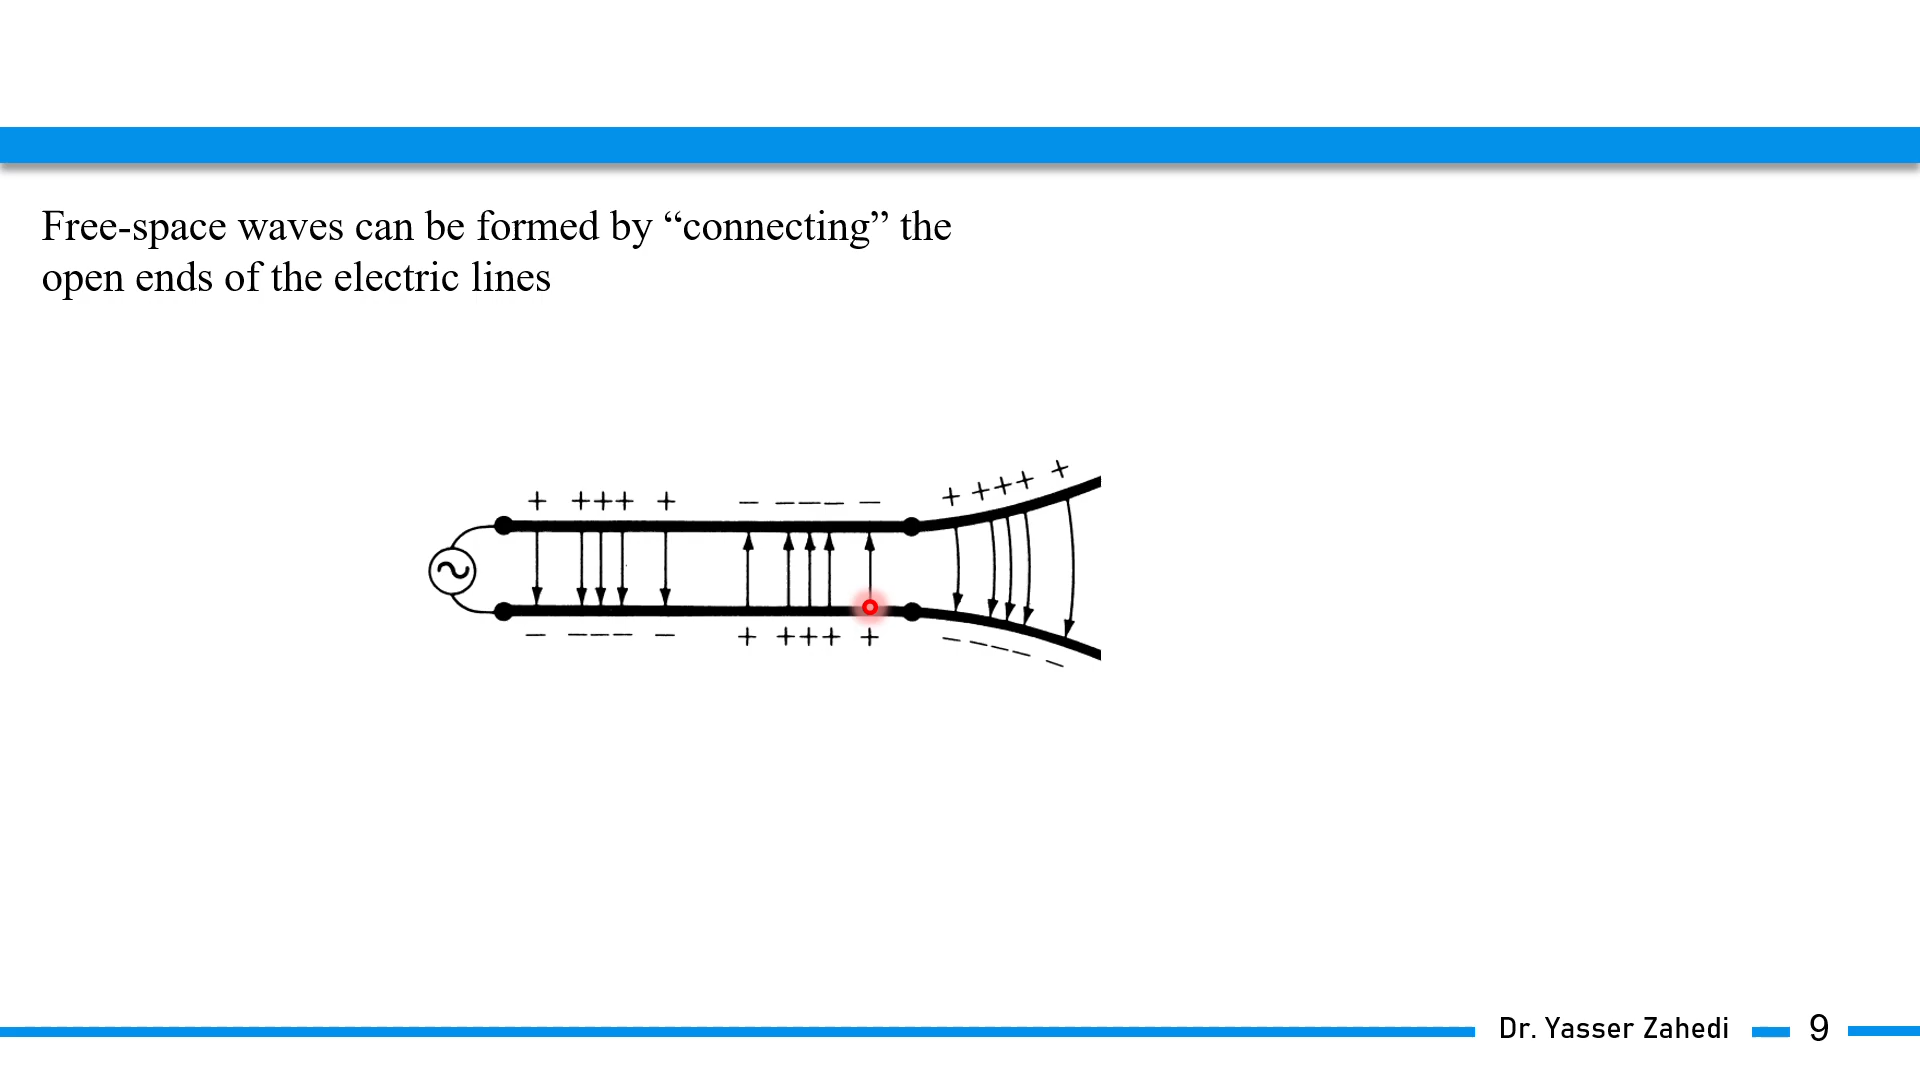 Free-space waves can be formed by “connecting” the
open ends of the electric lines
+ +++ + − −−− − + +++ +
− −−− − + +++ + − −−− −
Dr. Yasser Zahedi 9